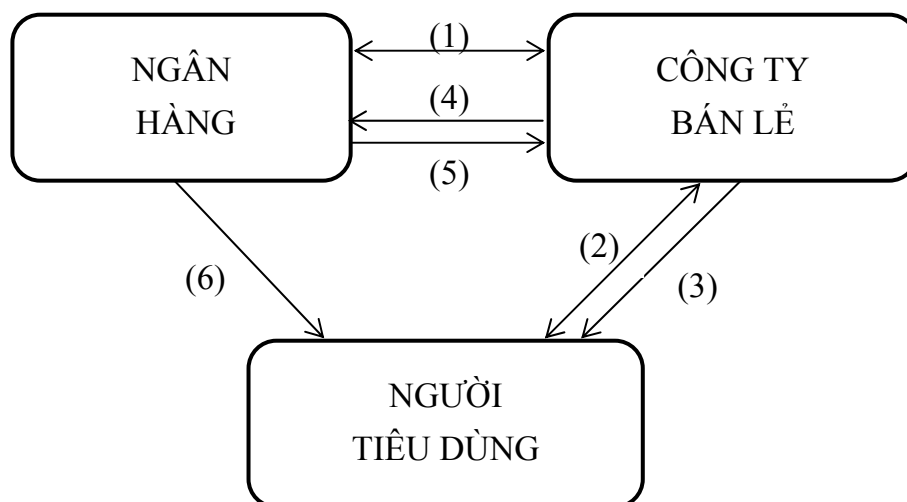 NGÂN
HÀNG
(1)
(4)
(5)
CÔNG TY
BÁN LẺ
(6)
(2)
(3)
NGƯỜI
TIÊU DÙNG